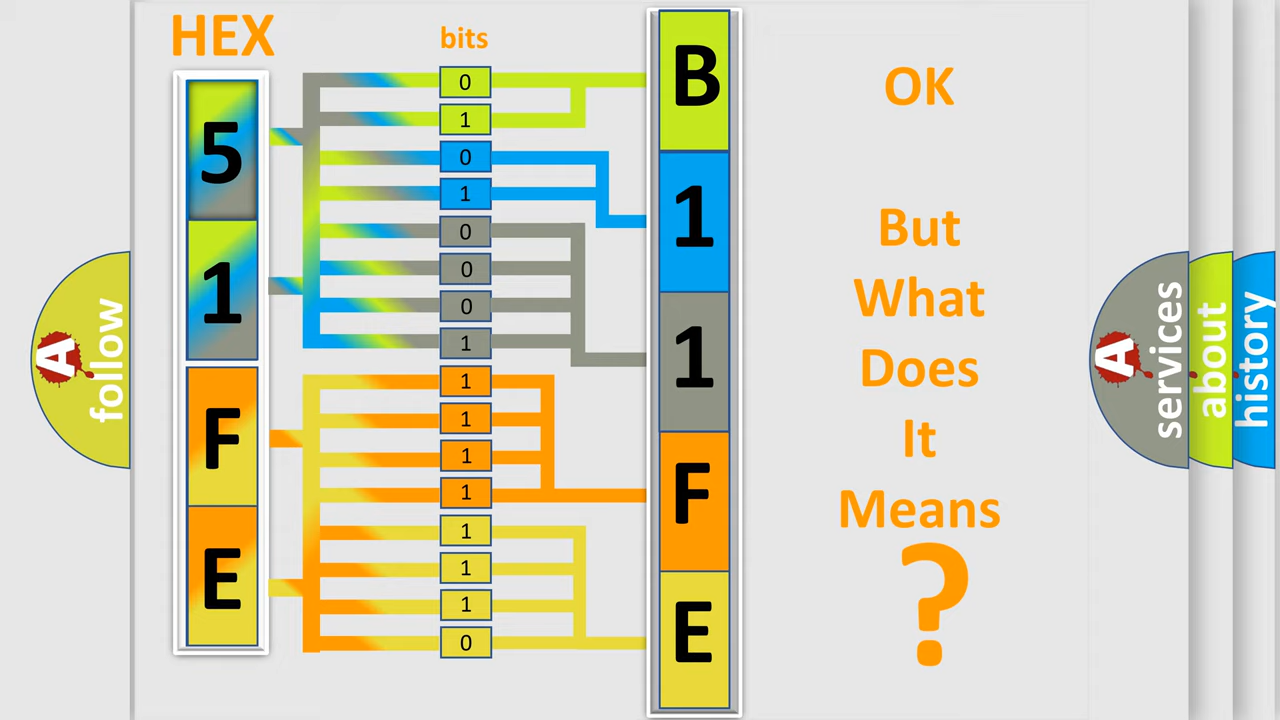 HEX
bits
5
1
F
E
0
1
0
1
0
0
0
1
1
1
1
1
1
1
1
0
B
1
1
F
E
OK
But
What
Does
It
Means
?
A
follow
A
services
about
history